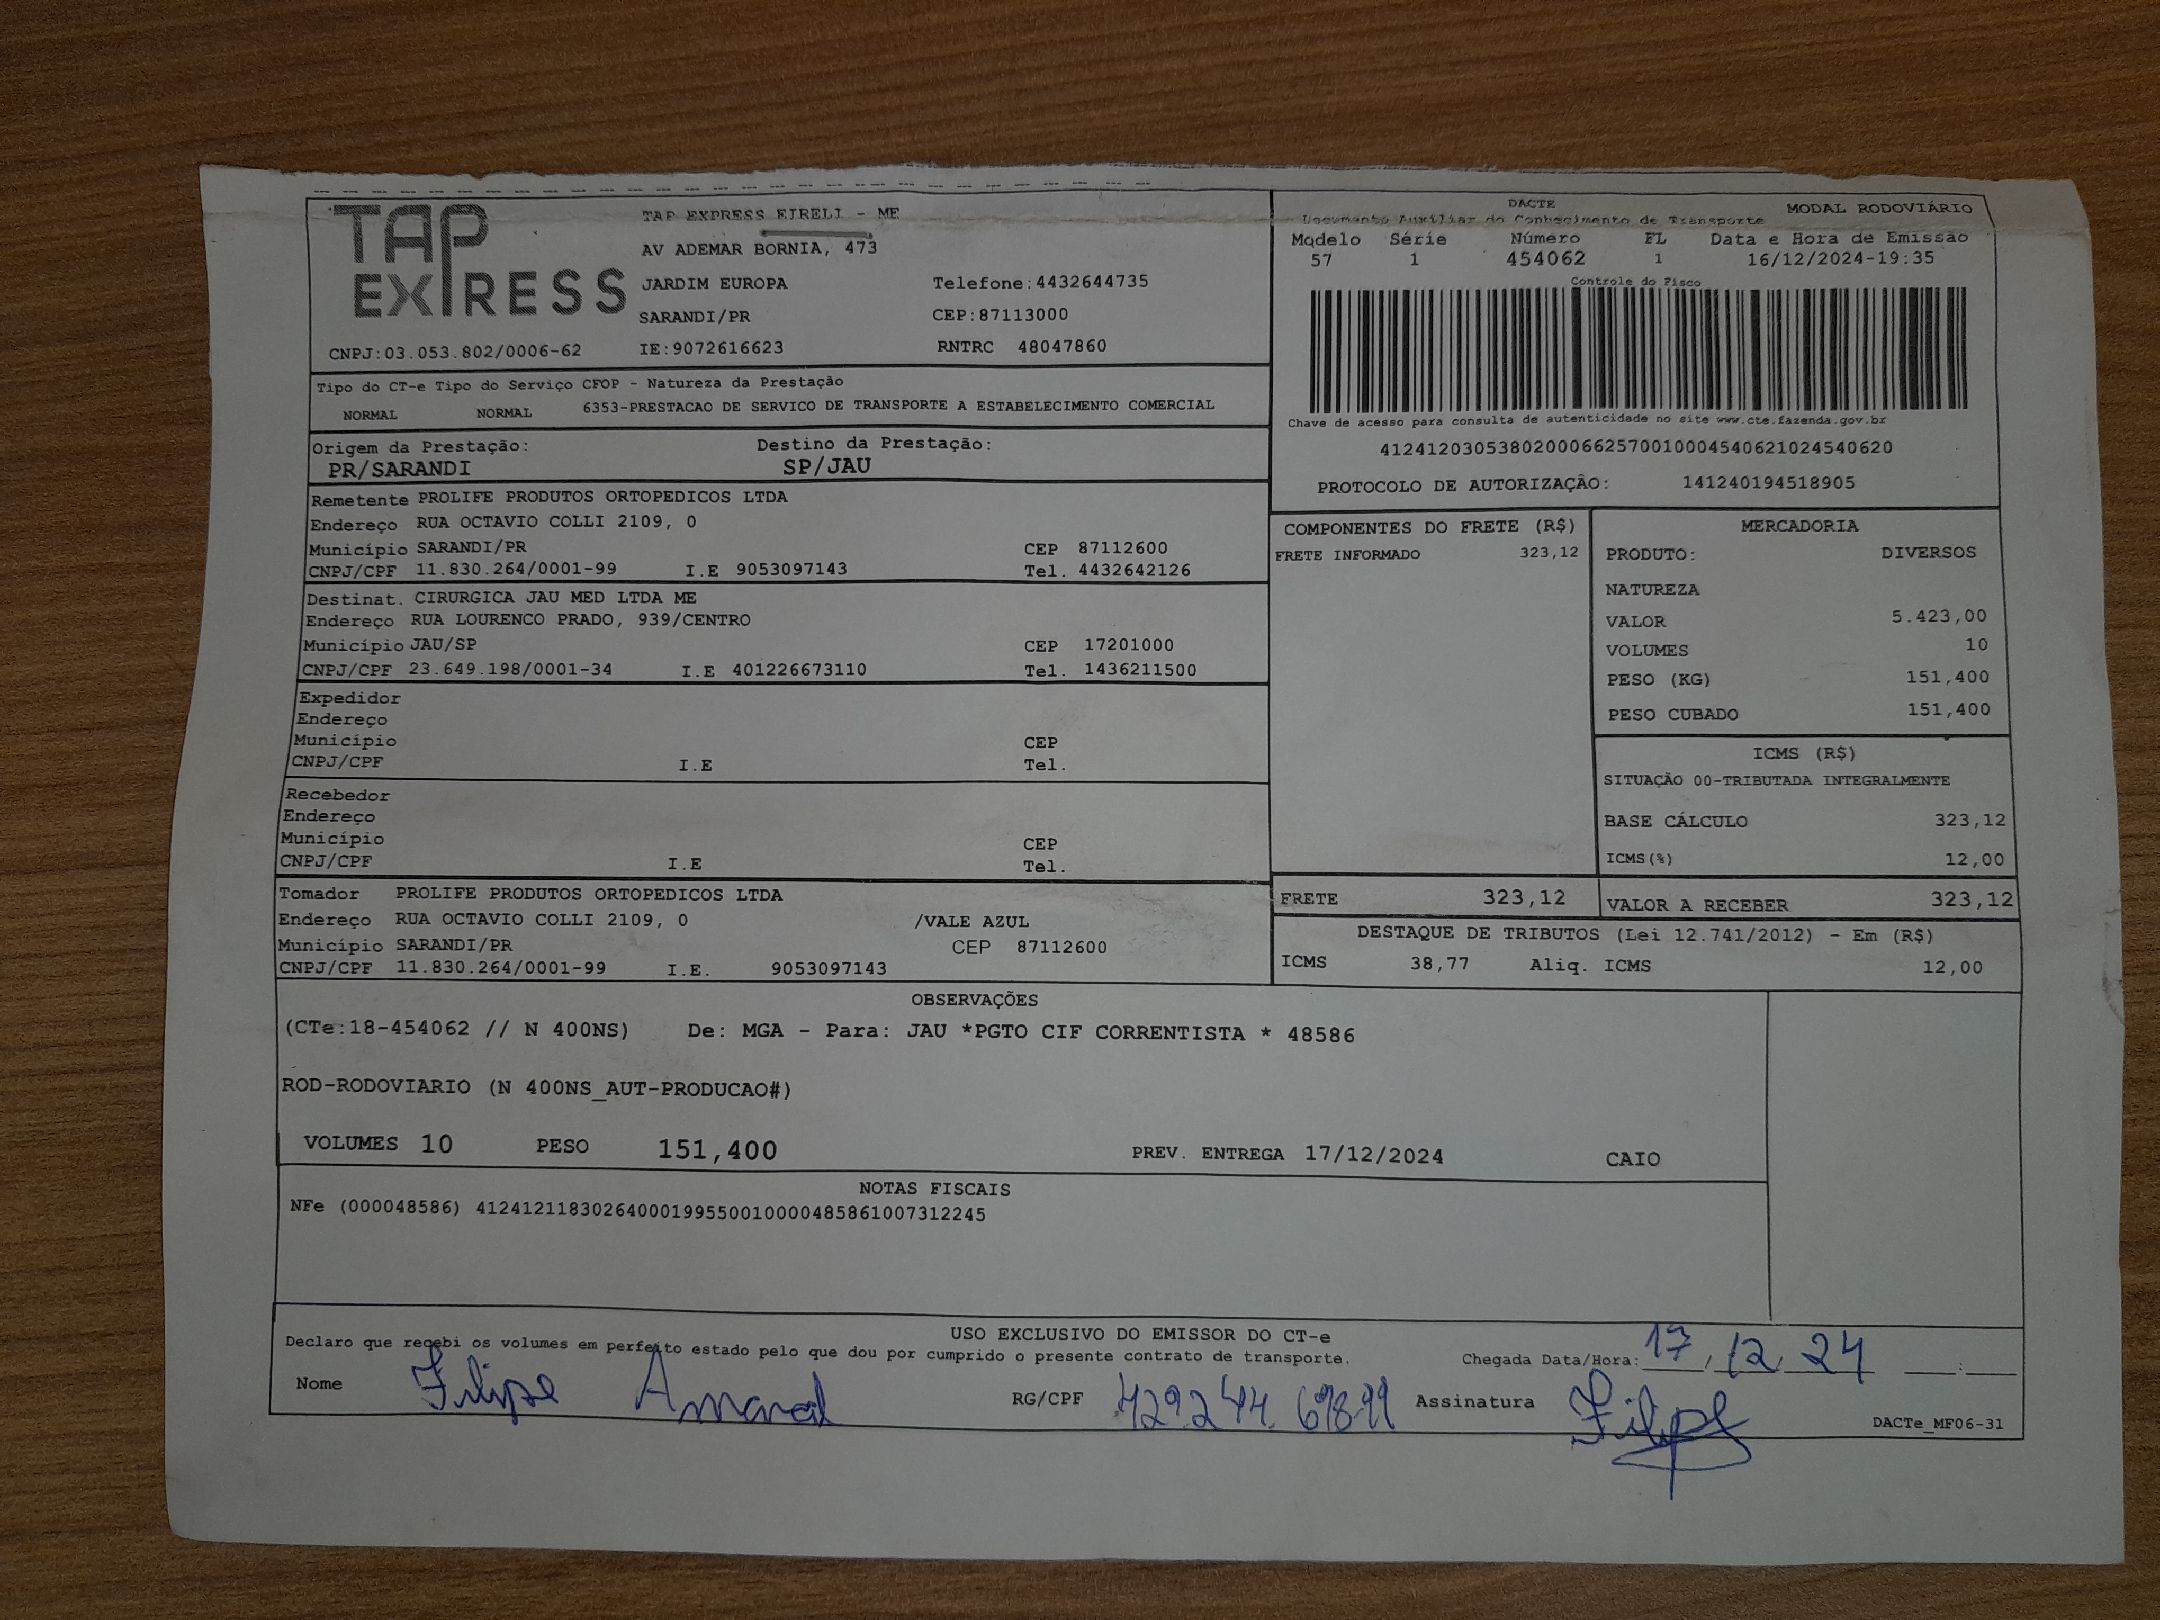 TAP EXPRESS
TAP EXPRESS EIRELI - ME
AV ADEMAR BORNIA, 473
JARDIM EUROPA Telefone:4432644735
SARANDI/PR CEP:87113000
CNPJ:03.053.802/0006-62 IE:9072616623 RNTRC 48047860
DACTE
Documento Auxiliar do Conhecimento de Transporte MODAL RODOVIÁRIO
Modelo Série Número FL Data e Hora de Emissão
57 1 454062 1 16/12/2024-19:35
Controle do Fisco
Chave de acesso para consulta de autenticidade no site www.cte.fazenda.gov.br
41241203053802000662570010004540621024540620
PROTOCOLO DE AUTORIZAÇÃO: 141240194518905
Tipo do CT-e Tipo do Serviço CFOP - Natureza da Prestação
NORMAL NORMAL 6353-PRESTACAO DE SERVICO DE TRANSPORTE A ESTABELECIMENTO COMERCIAL
Origem da Prestação: Destino da Prestação:
PR/SARANDI SP/JAU
Remetente PROLIFE PRODUTOS ORTOPEDICOS LTDA
Endereço RUA OCTAVIO COLLI 2109, 0
Município SARANDI/PR CEP 87112600
CNPJ/CPF 11.830.264/0001-99 I.E 9053097143 Tel. 4432642126
Destinat. CIRURGICA JAU MED LTDA ME
Endereço RUA LOURENCO PRADO, 939/CENTRO
Município JAU/SP CEP 17201000
CNPJ/CPF 23.649.198/0001-34 I.E 401226673110 Tel. 1436211500
Expedidor
Endereço
Município CEP
CNPJ/CPF I.E Tel.
Recebedor
Endereço
Município CEP
CNPJ/CPF I.E Tel.
Tomador PROLIFE PRODUTOS ORTOPEDICOS LTDA
Endereço RUA OCTAVIO COLLI 2109, 0 /VALE AZUL
Município SARANDI/PR CEP 87112600
CNPJ/CPF 11.830.264/0001-99 I.E. 9053097143
COMPONENTES DO FRETE (R$)
FRETE INFORMADO 323,12
MERCADORIA
PRODUTO: DIVERSOS
NATUREZA
VALOR 5.423,00
VOLUMES 10
PESO (KG) 151,400
PESO CUBADO 151,400
ICMS (R$)
SITUAÇÃO 00-TRIBUTADA INTEGRALMENTE
BASE CÁLCULO 323,12
ICMS(%) 12,00
FRETE 323,12 VALOR A RECEBER 323,12
DESTAQUE DE TRIBUTOS (Lei 12.741/2012) - Em (R$)
ICMS 38,77 Aliq. ICMS 12,00
OBSERVAÇÕES
(CTe:18-454062 // N 400NS) De: MGA - Para: JAU *PGTO CIF CORRENTISTA * 48586
ROD-RODOVIARIO (N 400NS_AUT-PRODUCAO#)
VOLUMES 10 PESO 151,400 PREV. ENTREGA 17/12/2024 CAIO
NOTAS FISCAIS
NFe (000048586) 41241211830264000199550010000485861007312245
USO EXCLUSIVO DO EMISSOR DO CT-e
Declaro que recebi os volumes em perfeito estado pelo que dou por cumprido o presente contrato de transporte. Chegada Data/Hora: 17/12/24 :
Nome Filipe Amaral RG/CPF Assinatura Filipe
DACTe_MF06-31